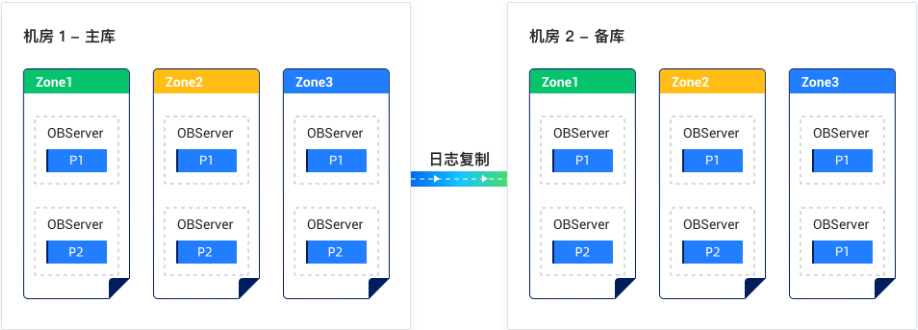 机房 1 – 主库
Zone1
Zone2
Zone3
OBServer
P1
OBServer
P1
OBServer
P1
OBServer
P2
OBServer
P2
OBServer
P2
日志复制
机房 2 – 备库
Zone1
Zone2
Zone3
OBServer
P1
OBServer
P1
OBServer
P1
OBServer
P2
OBServer
P2
OBServer
P1